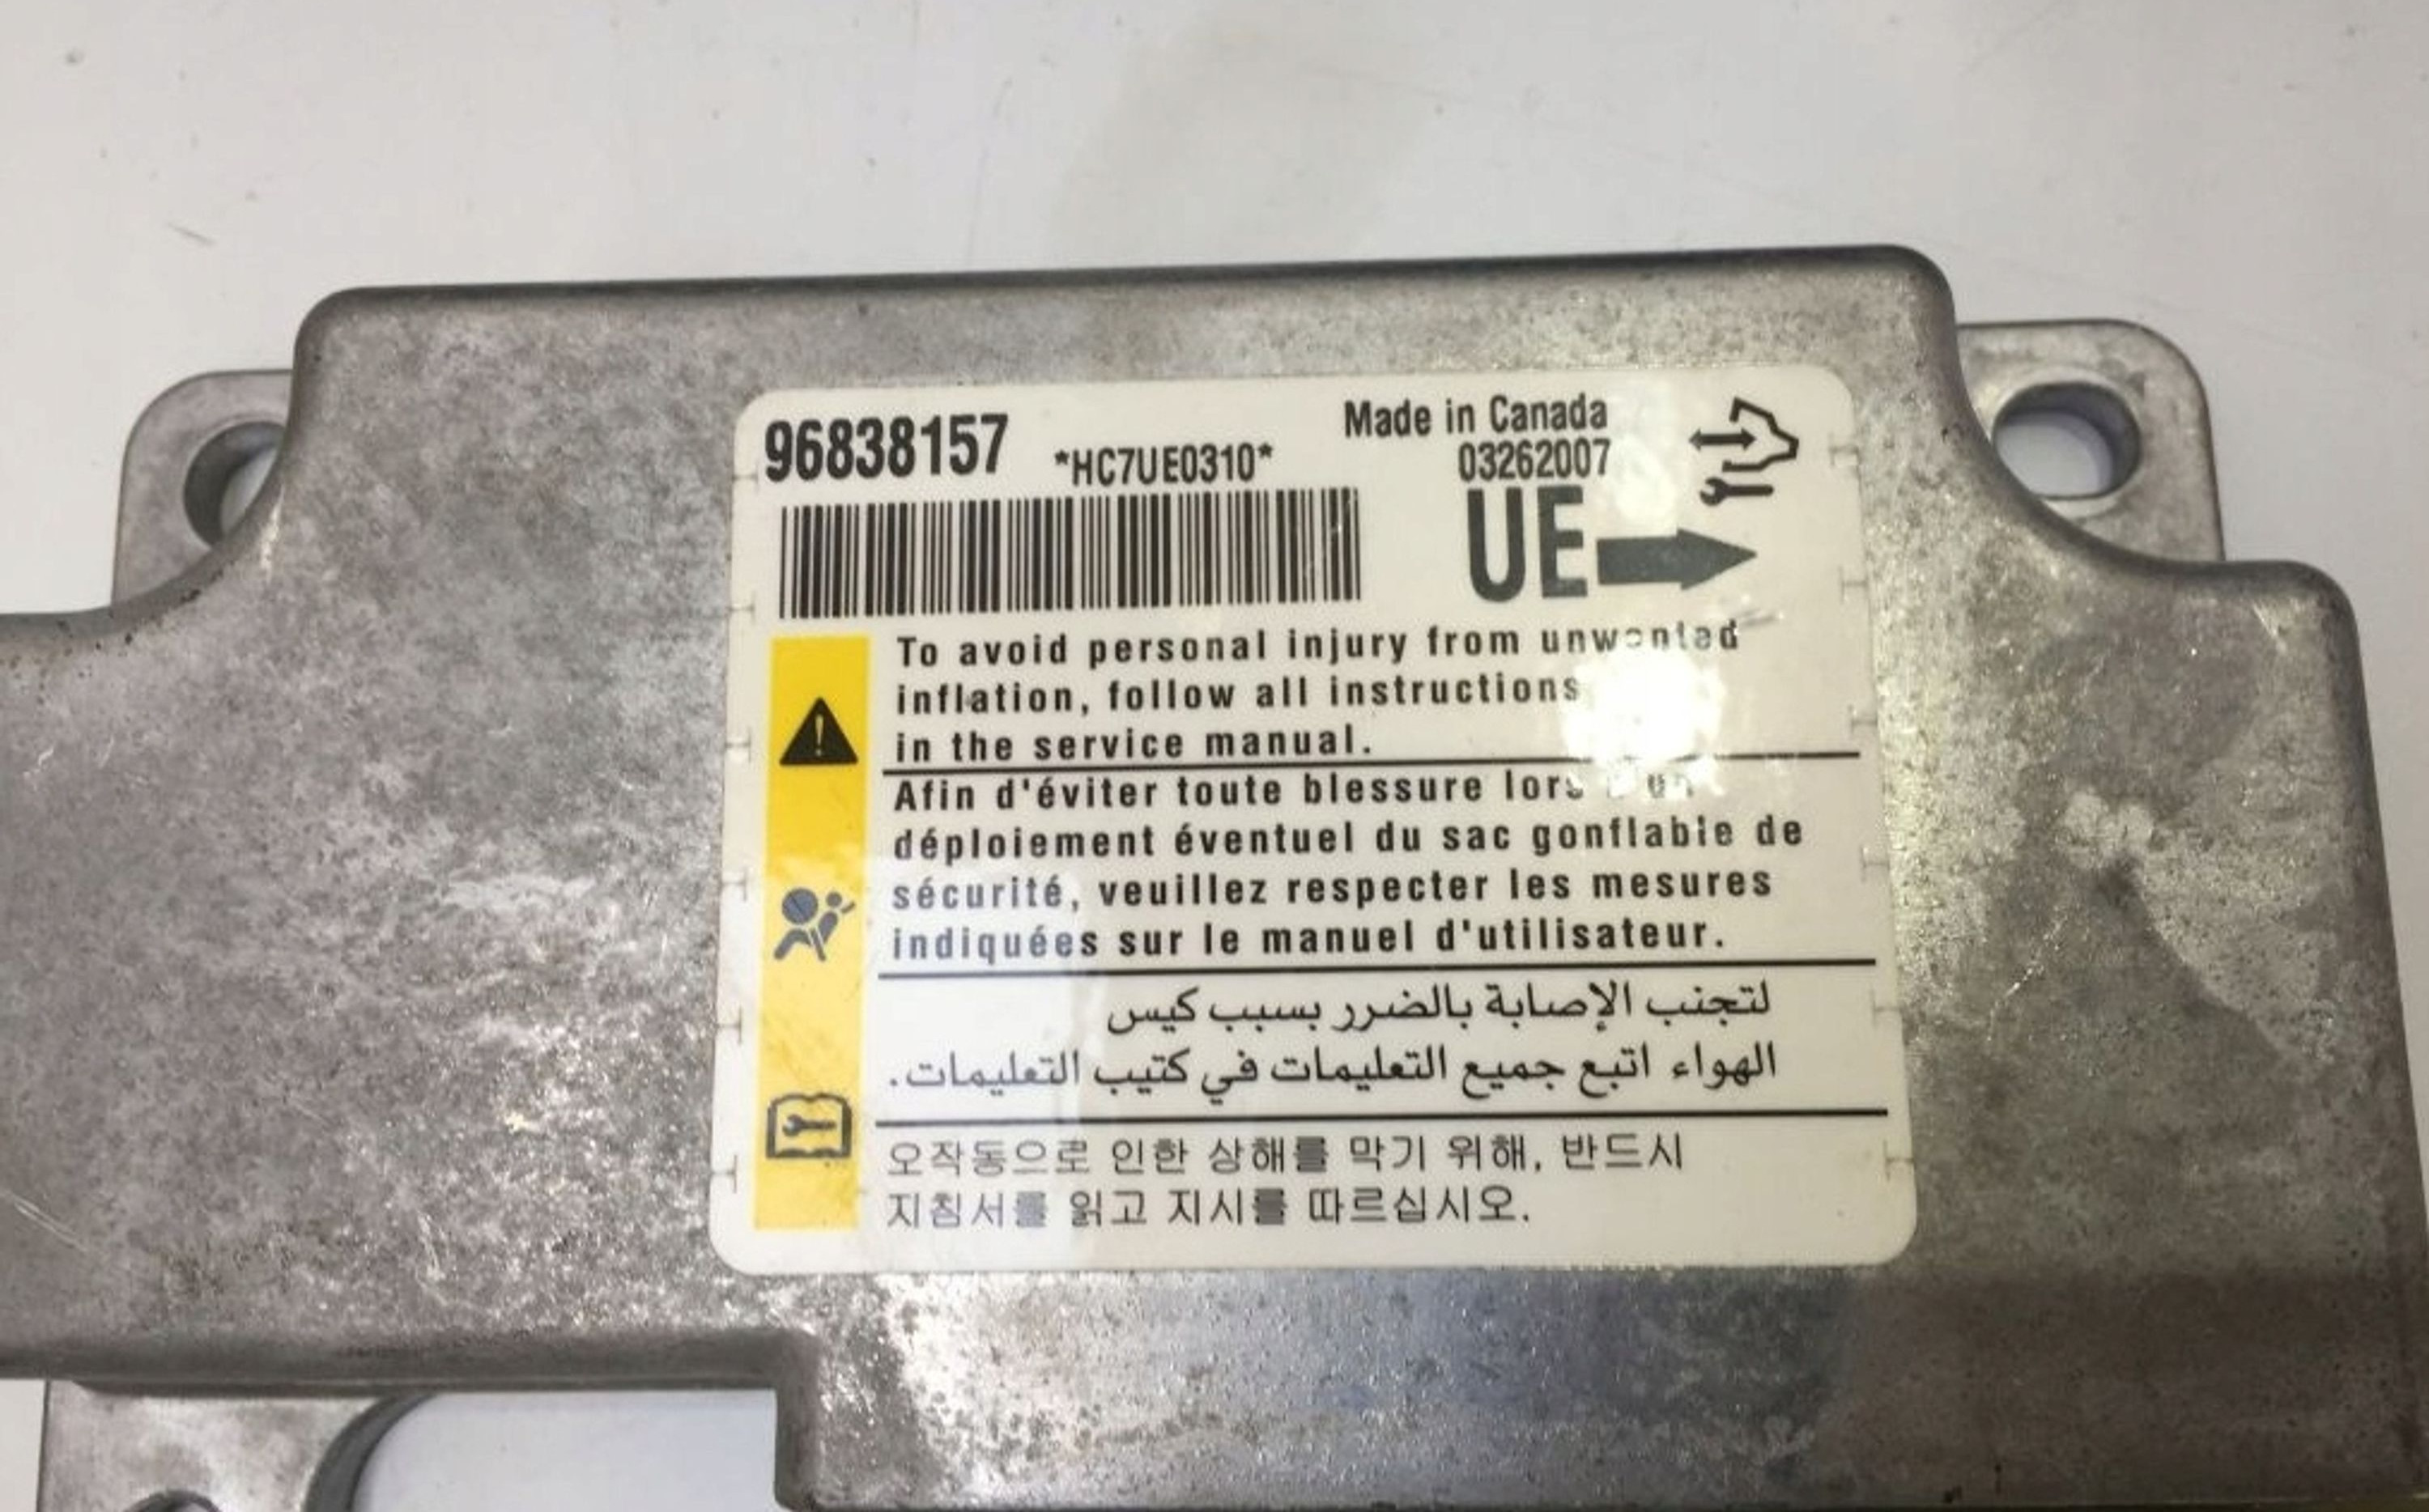 96838157
*HC7UE0310*
Made in Canada
03262007
UE
To avoid personal injury from unwanted
inflation, follow all instructions
in the service manual.
Afin d'éviter toute blessure lors d'un
déploiement éventuel du sac gonflable de
sécurité, veuillez respecter les mesures
indiquées sur le manuel d'utilisateur.
لتجنب الإصابة بالضرر بسبب كيس
الهواء اتبع جميع التعليمات في كتيب التعليمات.
오작동으로 인한 상해를 막기 위해, 반드시
지침서를 읽고 지시를 따르십시오.